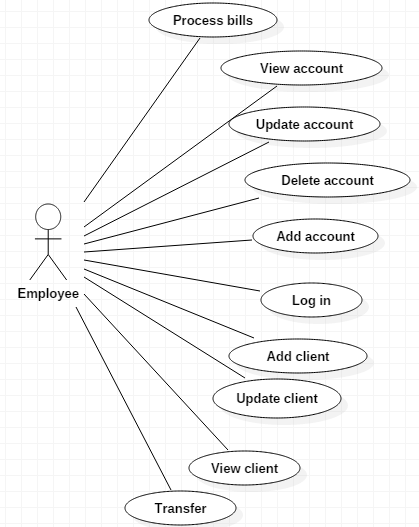 Process bills
View account
Update account
Delete account
Add account
Employee
Log in
Add client
Update client
View client
Transfer